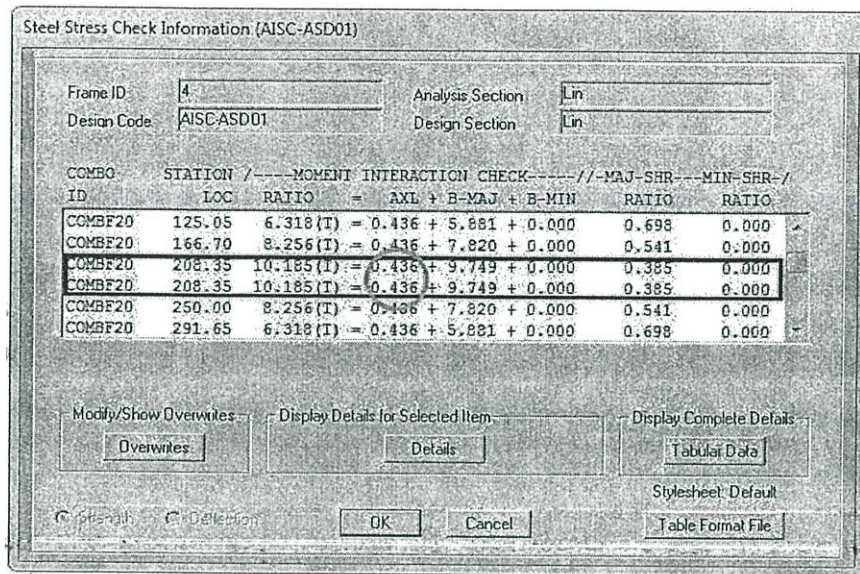 Steel Stress Check Information (AISC-ASD01)
Frame ID 4 Analysis Section Lin
Design Code AISC-ASD01 Design Section Lin
COMBO STATION /----MOMENT INTERACTION CHECK-----//-MAJ-SHR---MIN-SHR-/
ID LOC RATIO = AXL + B-MAJ + B-MIN RATIO RATIO
COMBF20 125.05 6.318(T) = 0.436 + 5.881 + 0.000 0.698 0.000
COMBF20 166.70 8.256(T) = 0.436 + 7.820 + 0.000 0.541 0.000
COMBF20 208.35 10.185(T) = 0.436 + 9.749 + 0.000 0.385 0.000
COMBF20 208.35 10.185(T) = 0.436 + 9.749 + 0.000 0.385 0.000
COMBF20 250.00 8.256(T) = 0.436 + 7.820 + 0.000 0.541 0.000
COMBF20 291.65 6.318(T) = 0.436 + 5.881 + 0.000 0.698 0.000
Modify/Show Overwrites Display Details for Selected Item Display Complete Details
Overwrites Details Tabular Data
Stylesheet: Default
Strength Deflection OK Cancel Table Format File